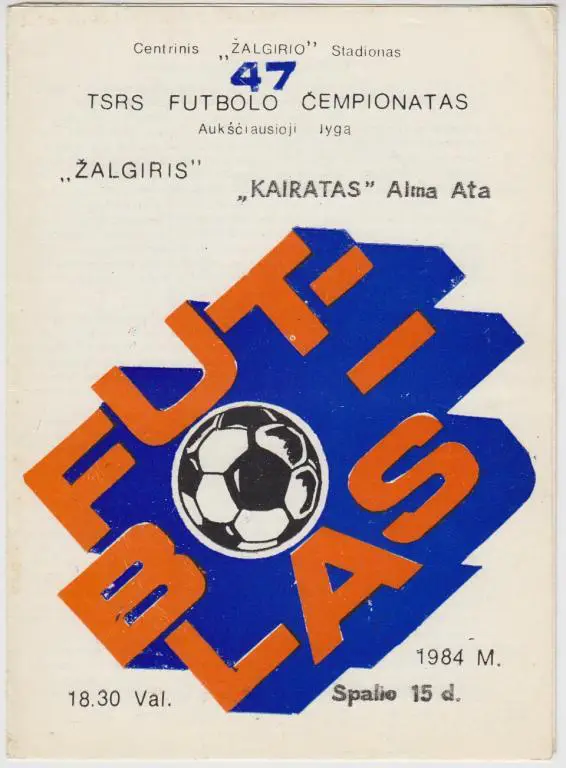 Centrinis „ŽALGIRIO" Stadionas
47
TSRS FUTBOLO ČEMPIONATAS
Aukščiausioji lyga
„ŽALGIRIS"
„KAIRATAS" Alma Ata
FUT-
BO-
LAS
1984 M.
18.30 Val.
Spalio 15 d.